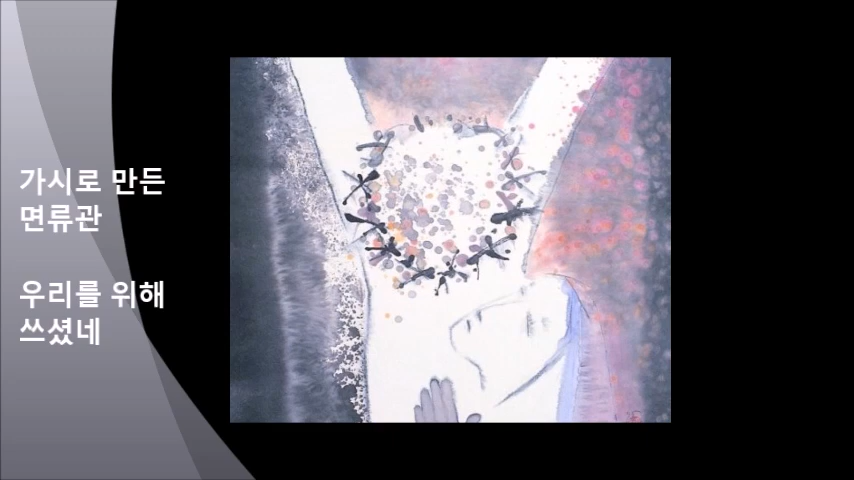 가시로 만든
면류관
우리를 위해
쓰셨네